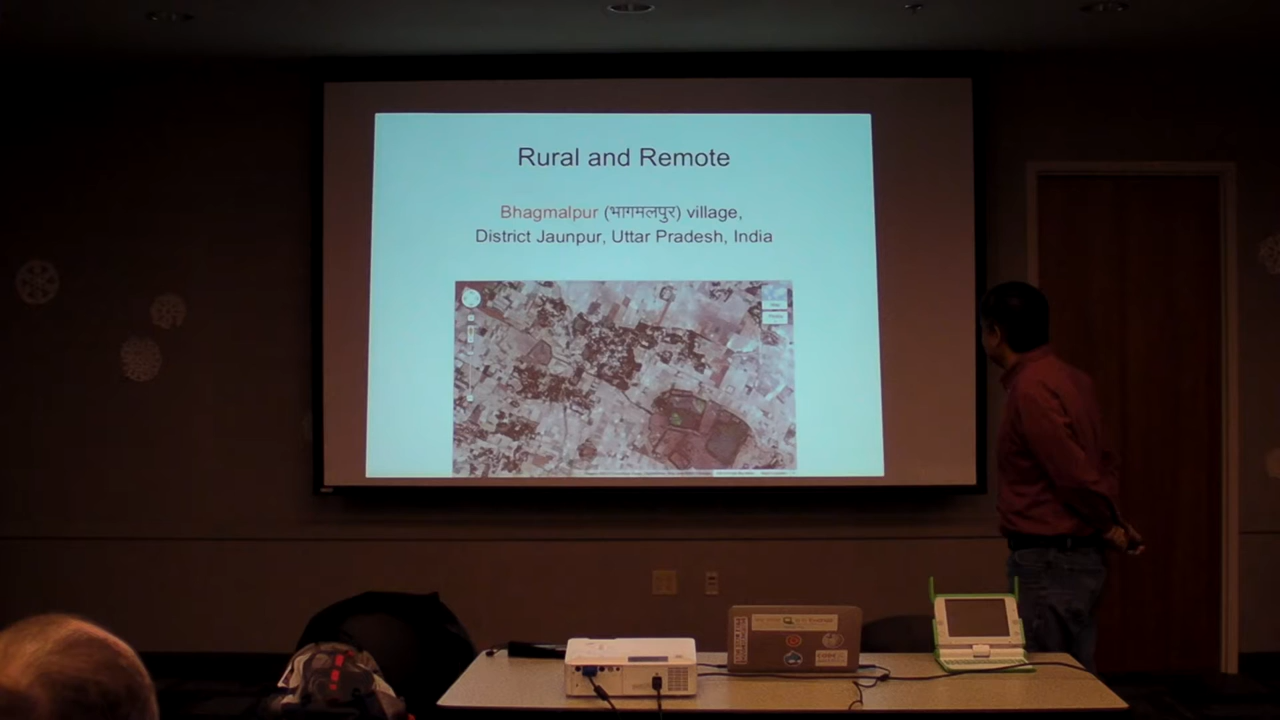 Rural and Remote
Bhagmalpur (भागमलपुर) village,
District Jaunpur, Uttar Pradesh, India